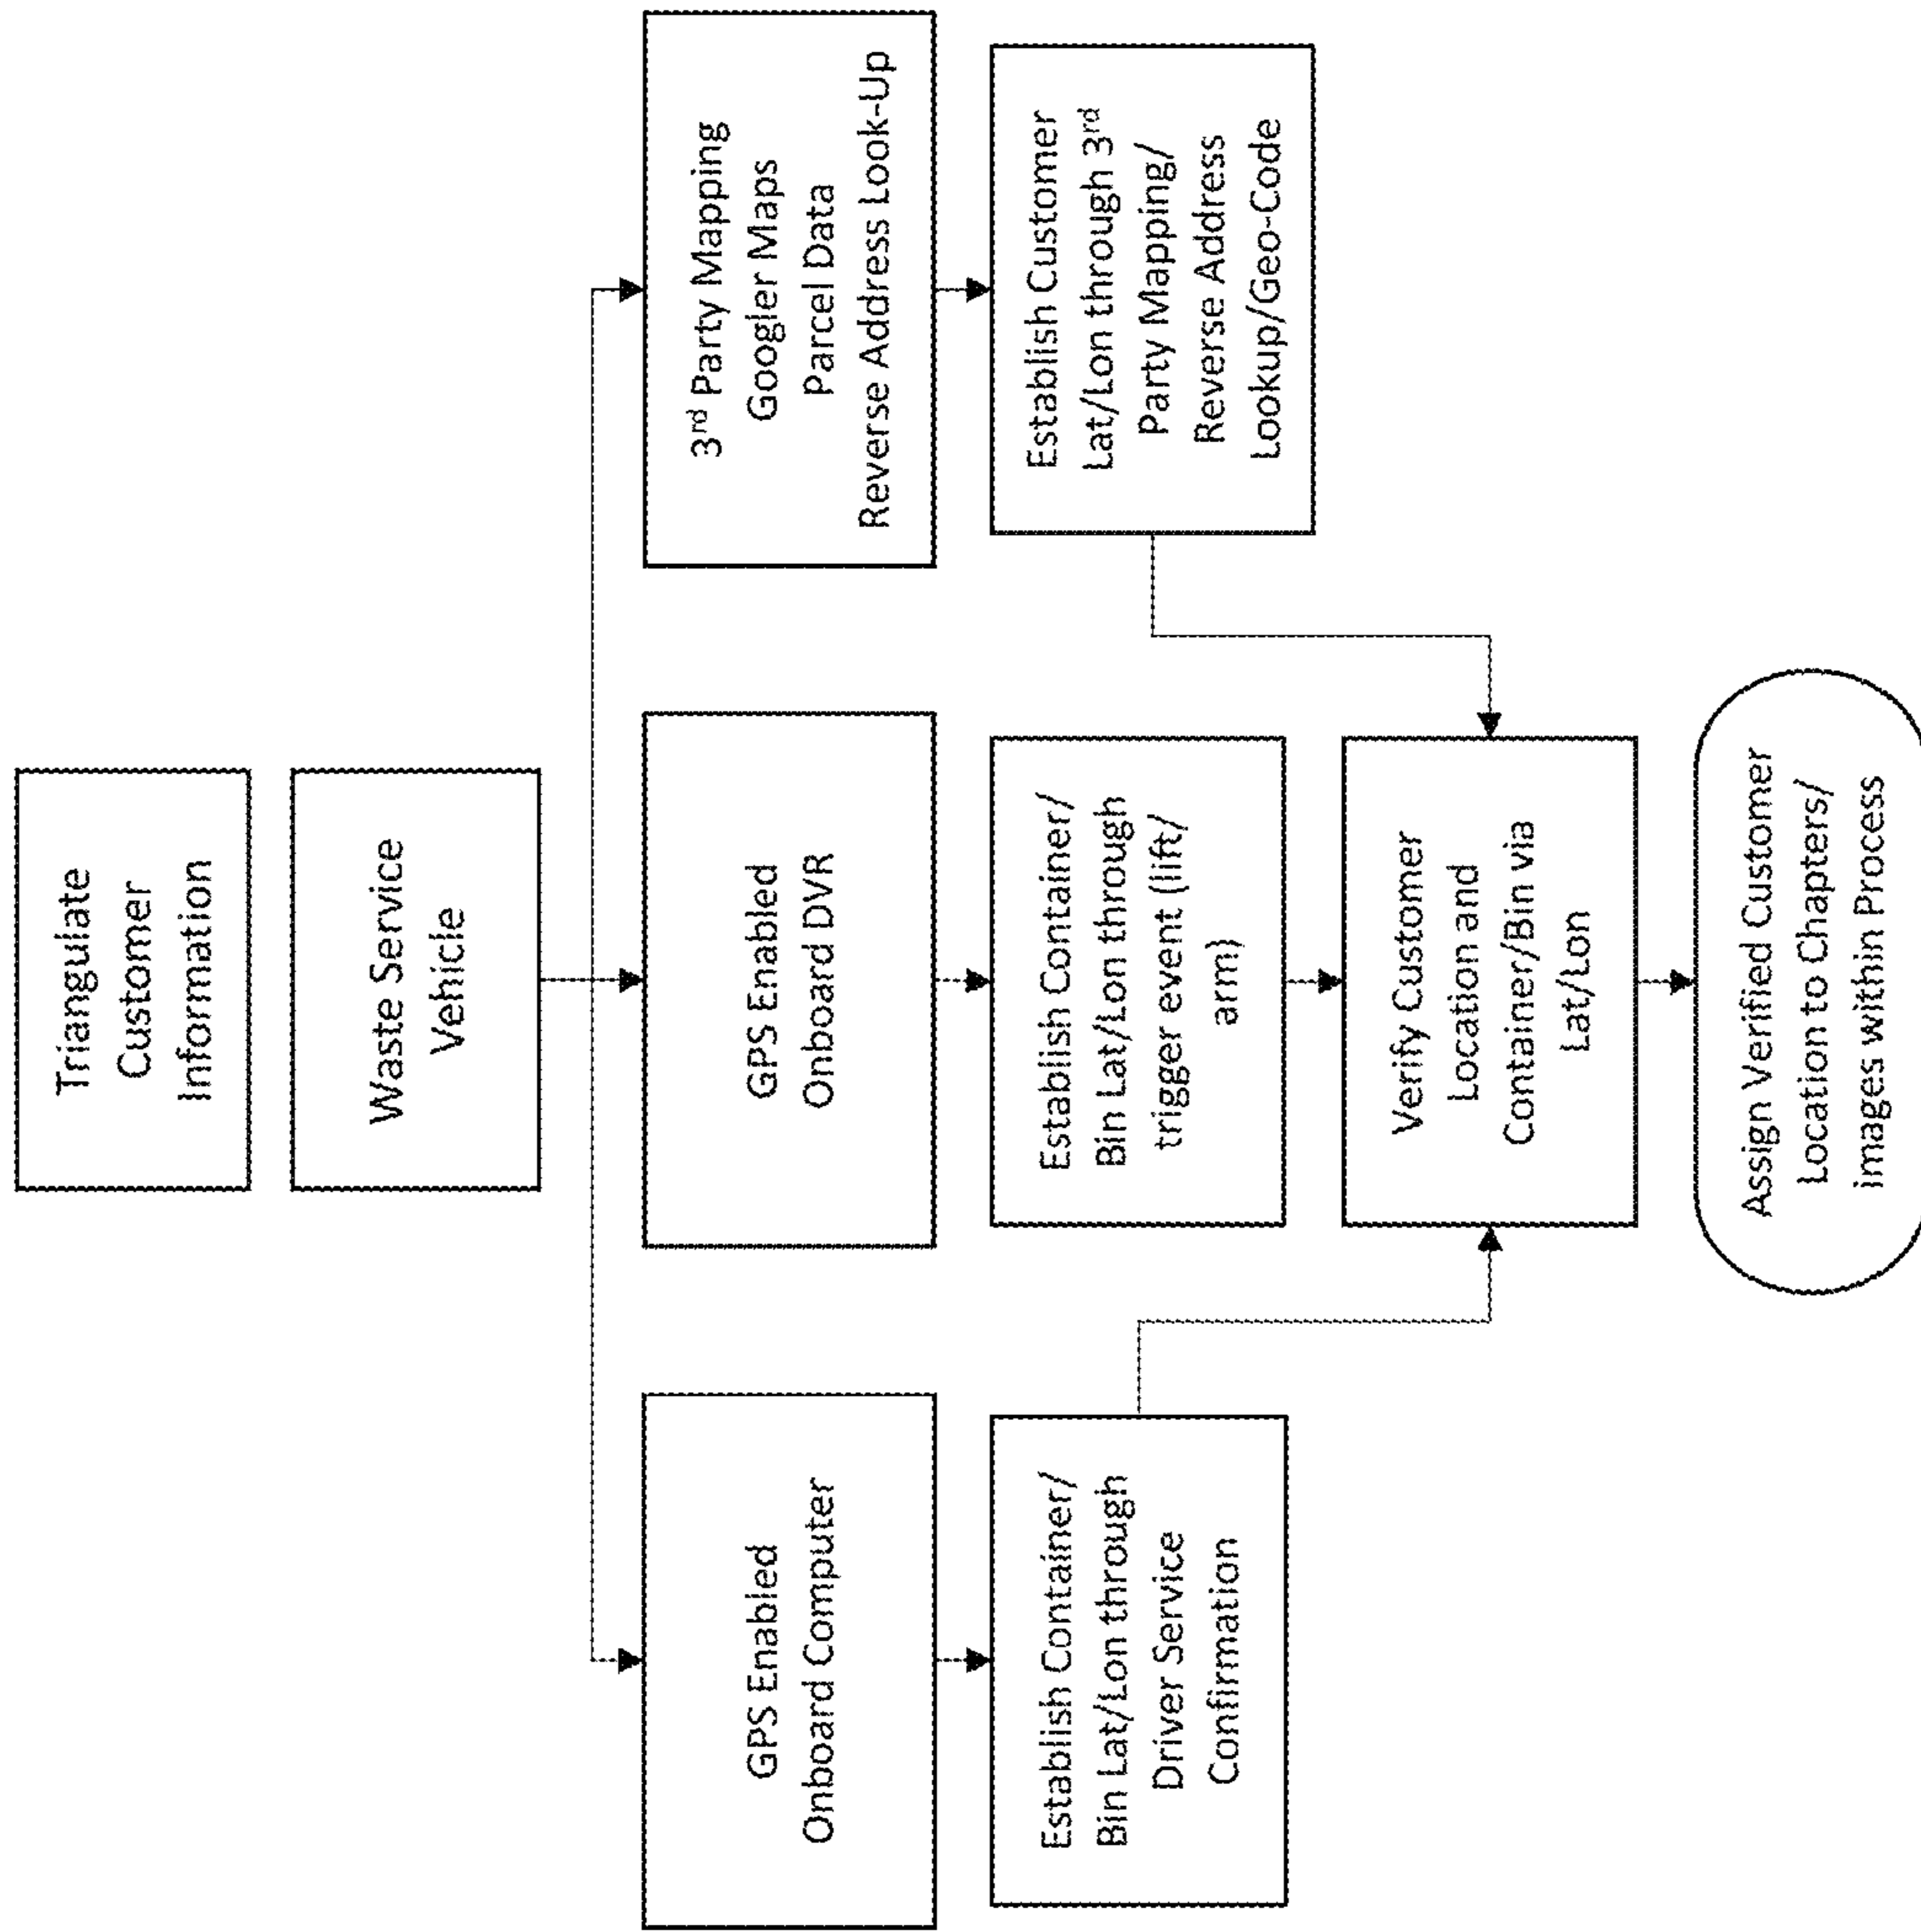 Triangulate
Customer
Information
Waste Service
Vehicle
GPS Enabled
Onboard Computer
GPS Enabled
Onboard DVR
3rd Party Mapping
Googler Maps
Parcel Data
Reverse Address Look-Up
Establish Container/
Bin Lat/Lon through
Driver Service
Confirmation
Establish Container/
Bin Lat/Lon through
trigger event (lift/
arm)
Establish Customer
Lat/Lon through 3rd
Party Mapping/
Reverse Address
Lookup/Geo-Code
Verify Customer
Location and
Container/Bin via
Lat/Lon
Assign Verified Customer
Location to Chapters/
images within Process